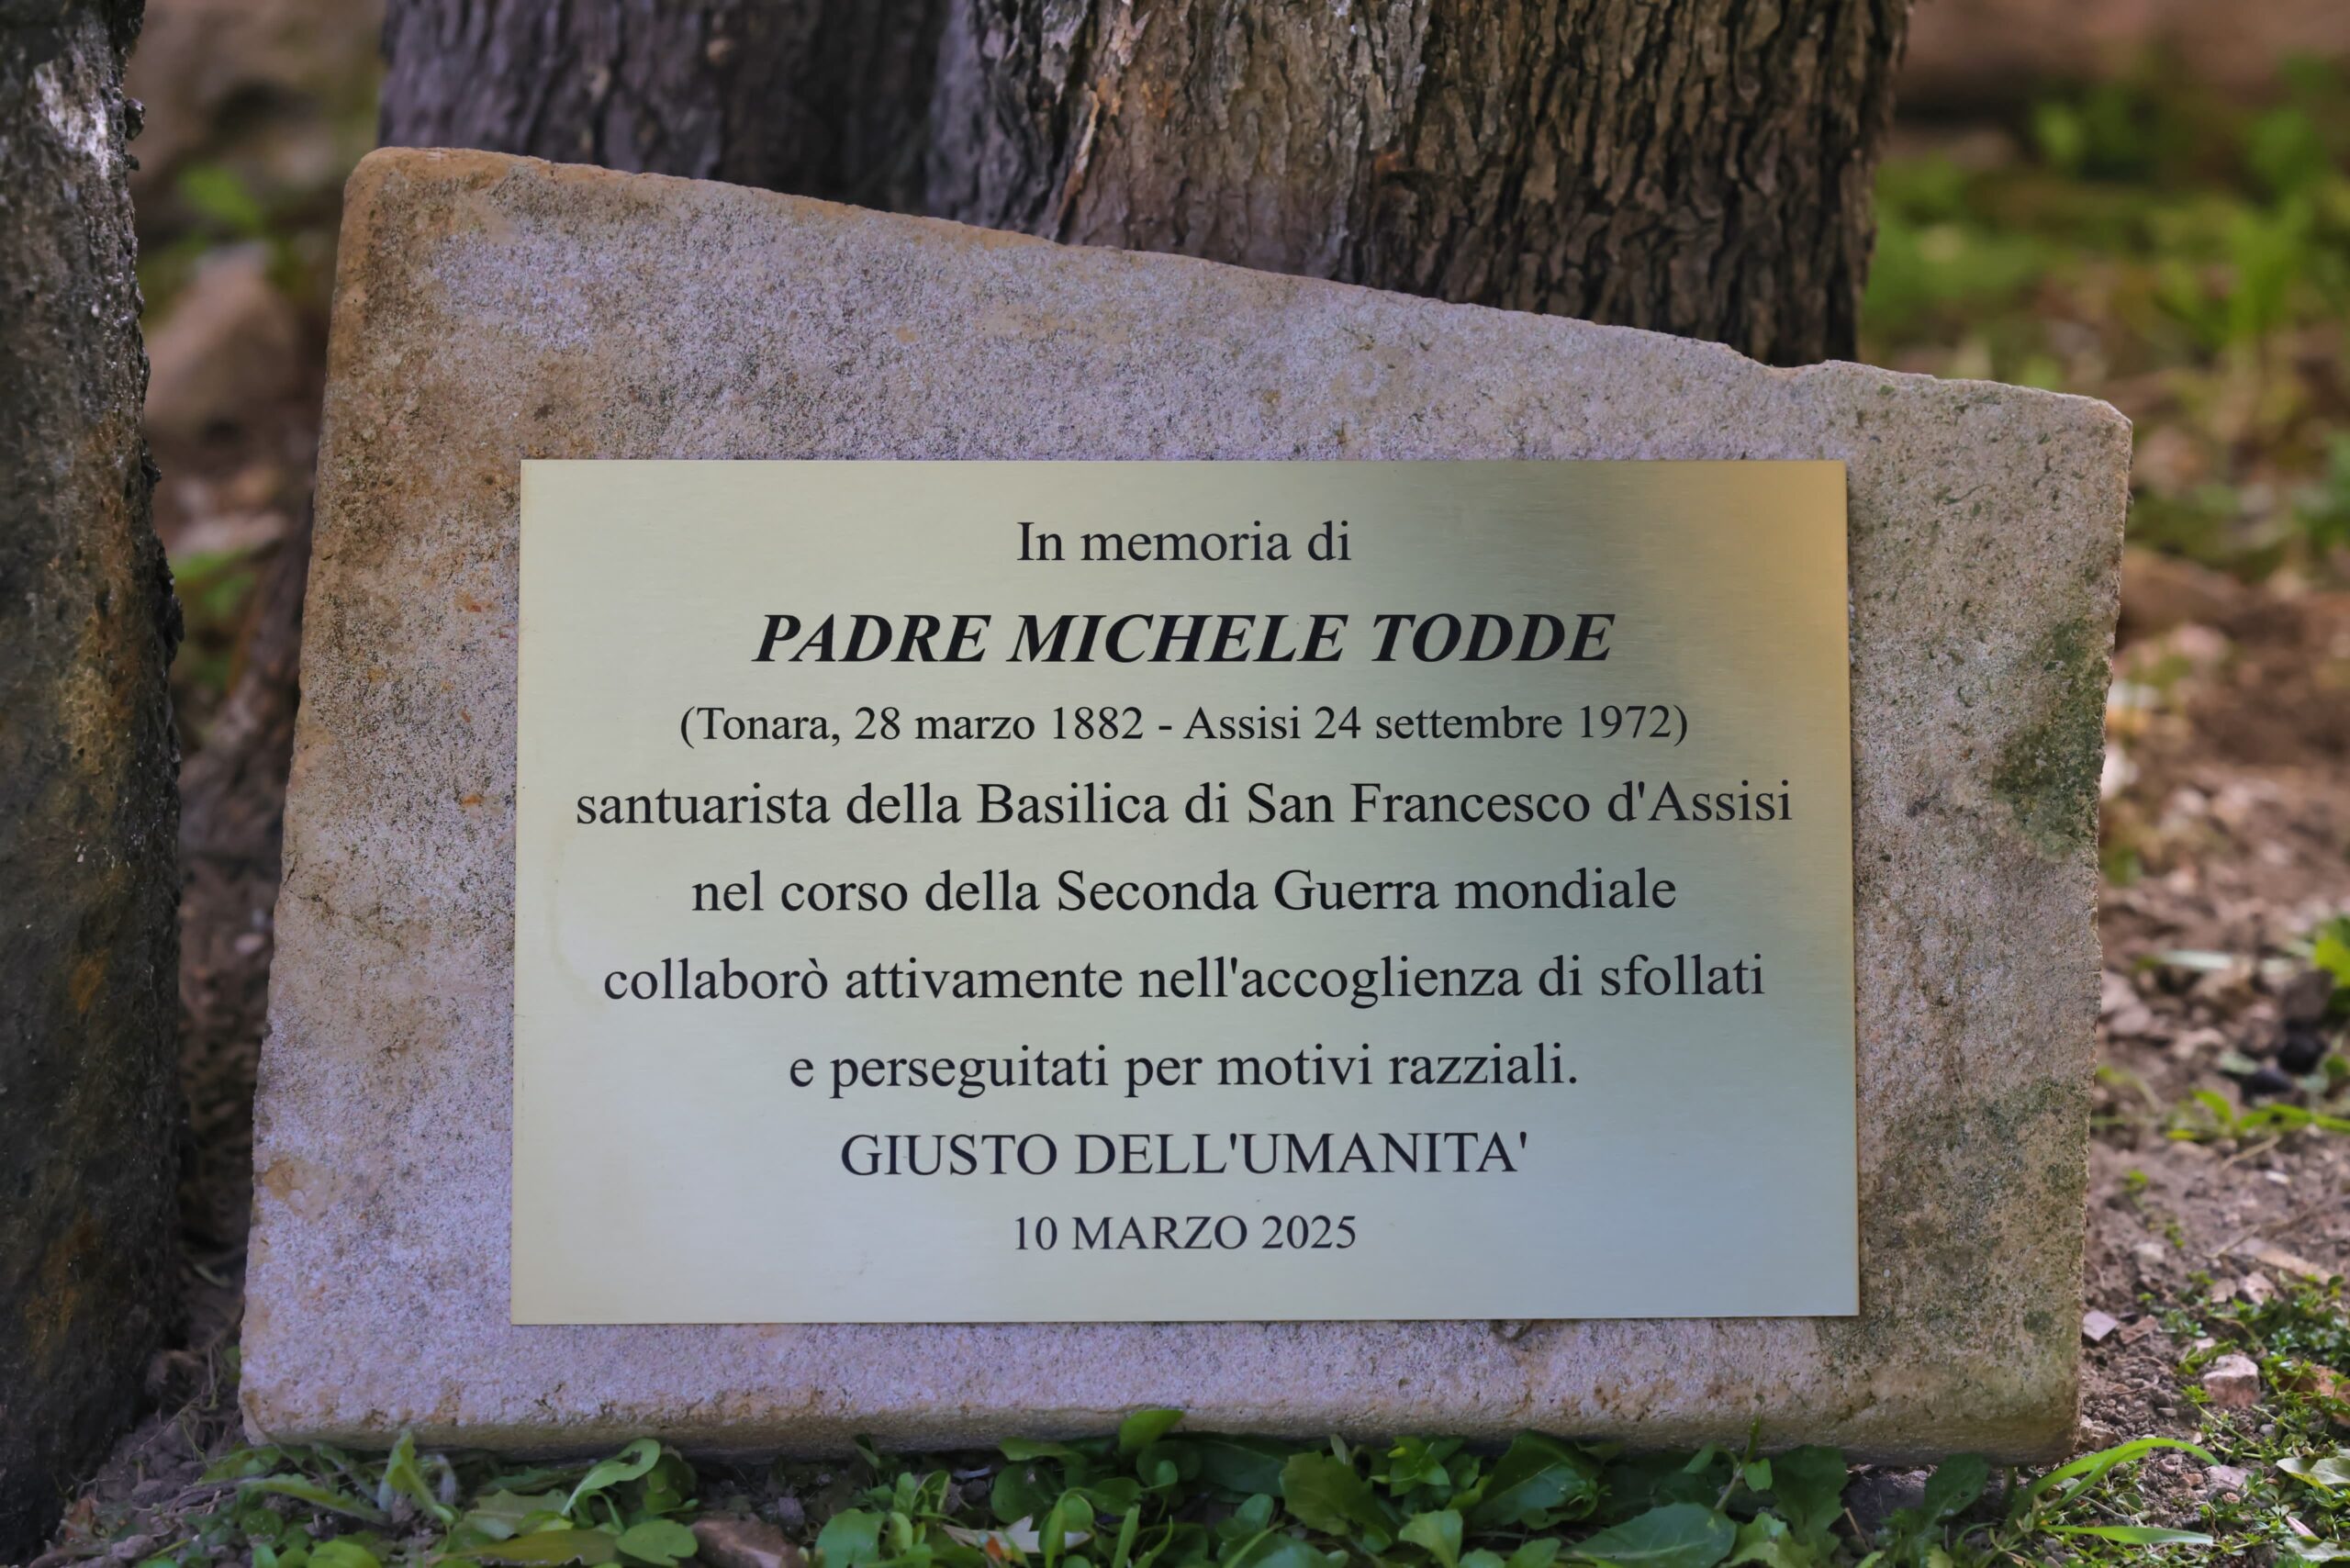 In memoria di
PADRE MICHELE TODDE
(Tonara, 28 marzo 1882 - Assisi 24 settembre 1972)
santuarista della Basilica di San Francesco d'Assisi
nel corso della Seconda Guerra mondiale
collaborò attivamente nell'accoglienza di sfollati
e perseguitati per motivi razziali.
GIUSTO DELL'UMANITA'
10 MARZO 2025